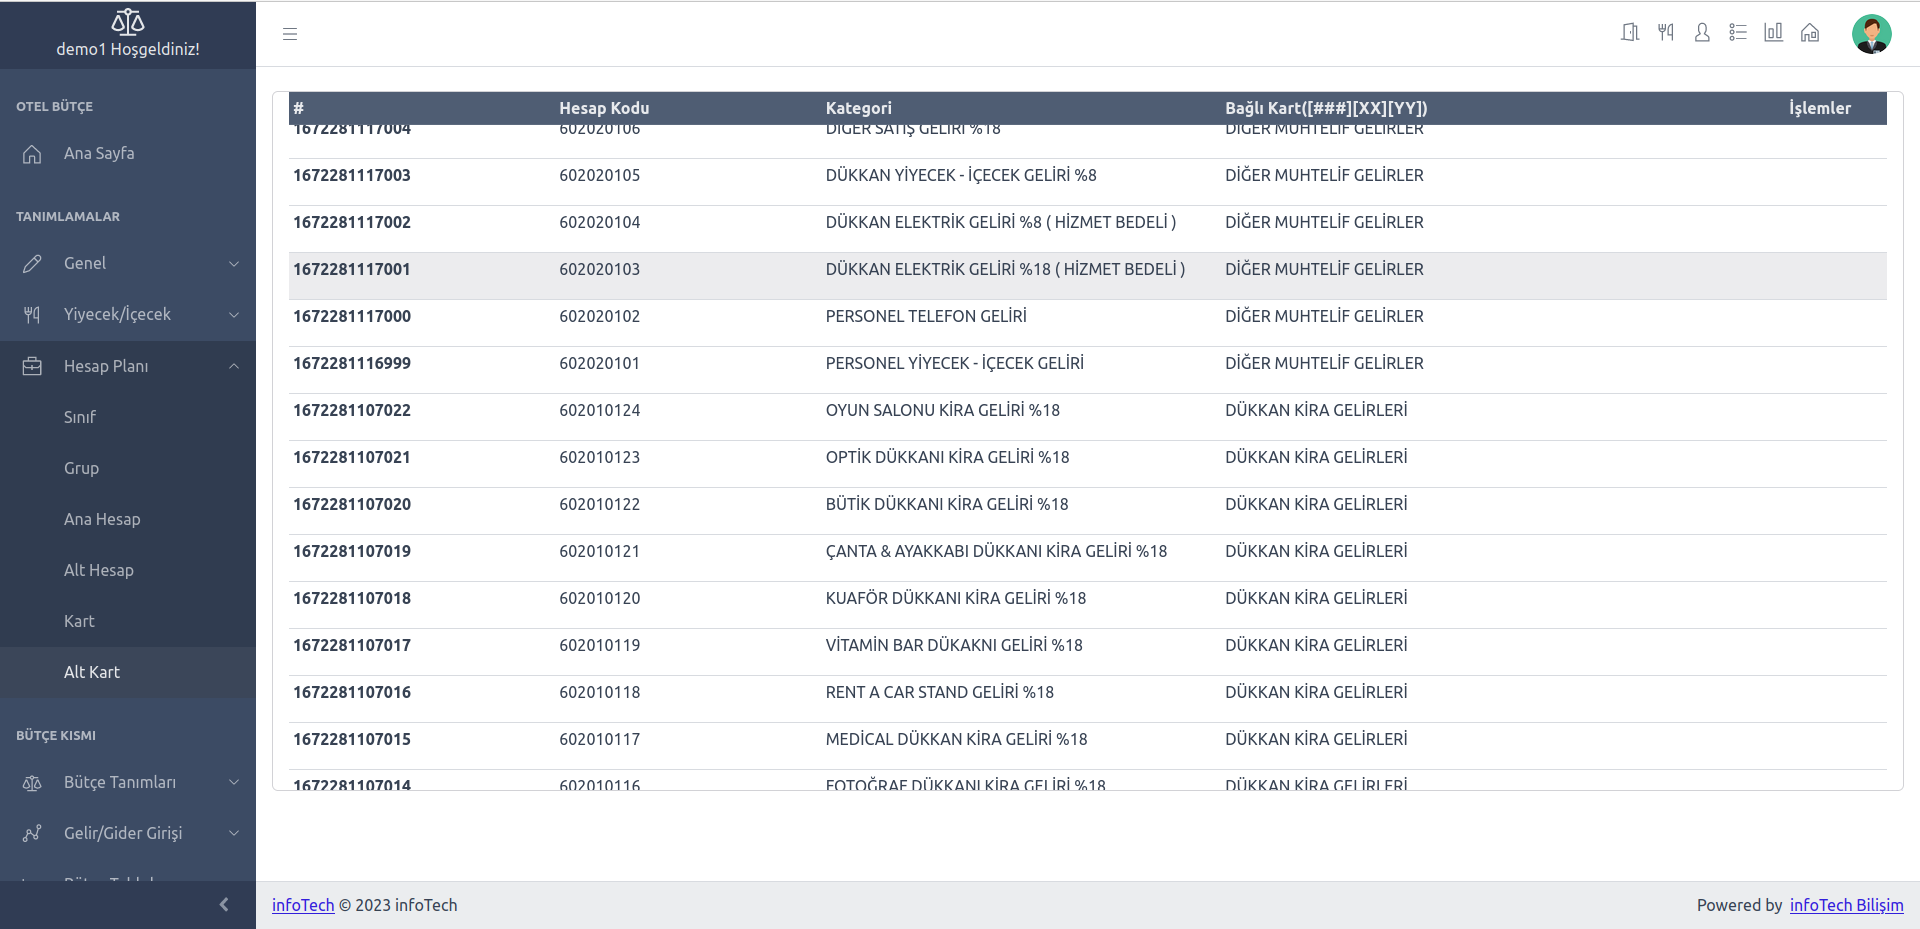 demo1 Hoşgeldiniz!
OTEL BÜTÇE
Ana Sayfa
TANIMLAMALAR
Genel
Yiyecek/İçecek
Hesap Planı
Sınıf
Grup
Ana Hesap
Alt Hesap
Kart
Alt Kart
BÜTÇE KISMI
Bütçe Tanımları
Gelir/Gider Girişi
# Hesap Kodu Kategori Bağlı Kart([###][XX][YY]) İşlemler
1672281117004 602020106 DİĞER SATIŞ GELİRİ %18 DİĞER MUHTELİF GELİRLER
1672281117003 602020105 DÜKKAN YİYECEK - İÇECEK GELİRİ %8 DİĞER MUHTELİF GELİRLER
1672281117002 602020104 DÜKKAN ELEKTRİK GELİRİ %8 ( HİZMET BEDELİ ) DİĞER MUHTELİF GELİRLER
1672281117001 602020103 DÜKKAN ELEKTRİK GELİRİ %18 ( HİZMET BEDELİ ) DİĞER MUHTELİF GELİRLER
1672281117000 602020102 PERSONEL TELEFON GELİRİ DİĞER MUHTELİF GELİRLER
1672281116999 602020101 PERSONEL YİYECEK - İÇECEK GELİRİ DİĞER MUHTELİF GELİRLER
1672281107022 602010124 OYUN SALONU KİRA GELİRİ %18 DÜKKAN KİRA GELİRLERİ
1672281107021 602010123 OPTİK DÜKKANI KİRA GELİRİ %18 DÜKKAN KİRA GELİRLERİ
1672281107020 602010122 BÜTİK DÜKKANI KİRA GELİRİ %18 DÜKKAN KİRA GELİRLERİ
1672281107019 602010121 ÇANTA & AYAKKABI DÜKKANI KİRA GELİRİ %18 DÜKKAN KİRA GELİRLERİ
1672281107018 602010120 KUAFÖR DÜKKANI KİRA GELİRİ %18 DÜKKAN KİRA GELİRLERİ
1672281107017 602010119 VİTAMİN BAR DÜKAKNI GELİRİ %18 DÜKKAN KİRA GELİRLERİ
1672281107016 602010118 RENT A CAR STAND GELİRİ %18 DÜKKAN KİRA GELİRLERİ
1672281107015 602010117 MEDİCAL DÜKKAN KİRA GELİRİ %18 DÜKKAN KİRA GELİRLERİ
1672281107014 602010116 FOTOĞRAF DÜKKANI KİRA GELİRİ %18 DÜKKAN KİRA GELİRLERİ
infoTech © 2023 infoTech
Powered by infoTech Bilişim